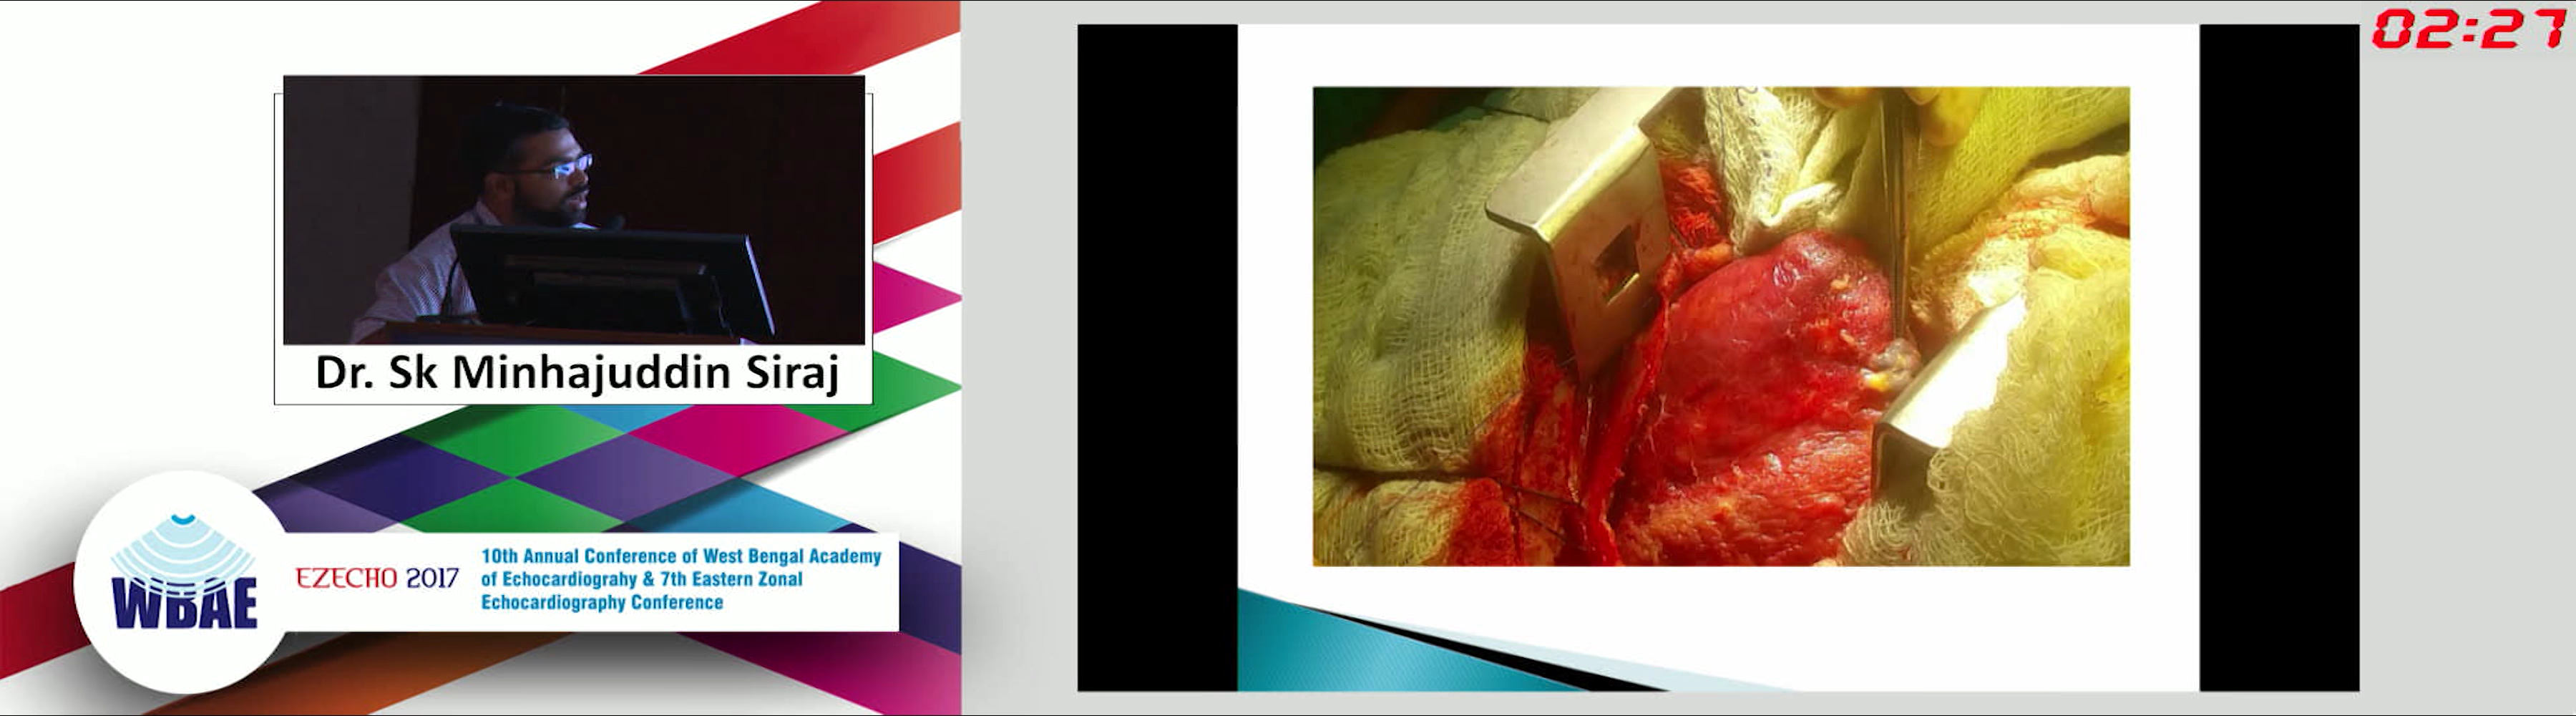 02:27
Dr. Sk Minhajuddin Siraj
WBAE
EZECHO 2017
10th Annual Conference of West Bengal Academy
of Echocardiograhy & 7th Eastern Zonal
Echocardiography Conference